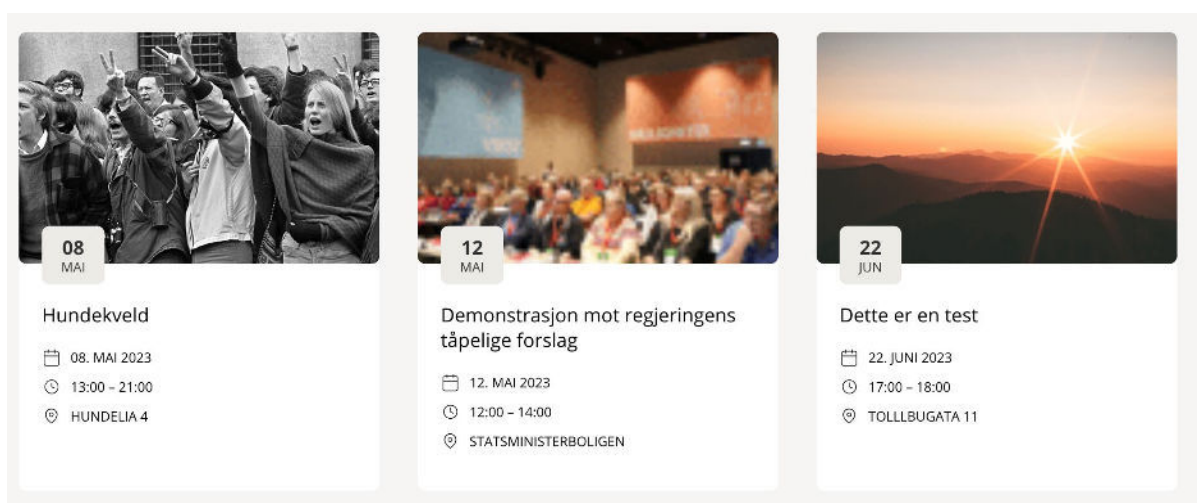 08
MAI
Hundekveld
08. MAI 2023
13:00 – 21:00
HUNDELIA 4
12
MAI
Demonstrasjon mot regjeringens
tåpelige forslag
12. MAI 2023
12:00 – 14:00
STATSMINISTERBOLIGEN
22
JUN
Dette er en test
22. JUNI 2023
17:00 – 18:00
TOLLLBUGATA 11